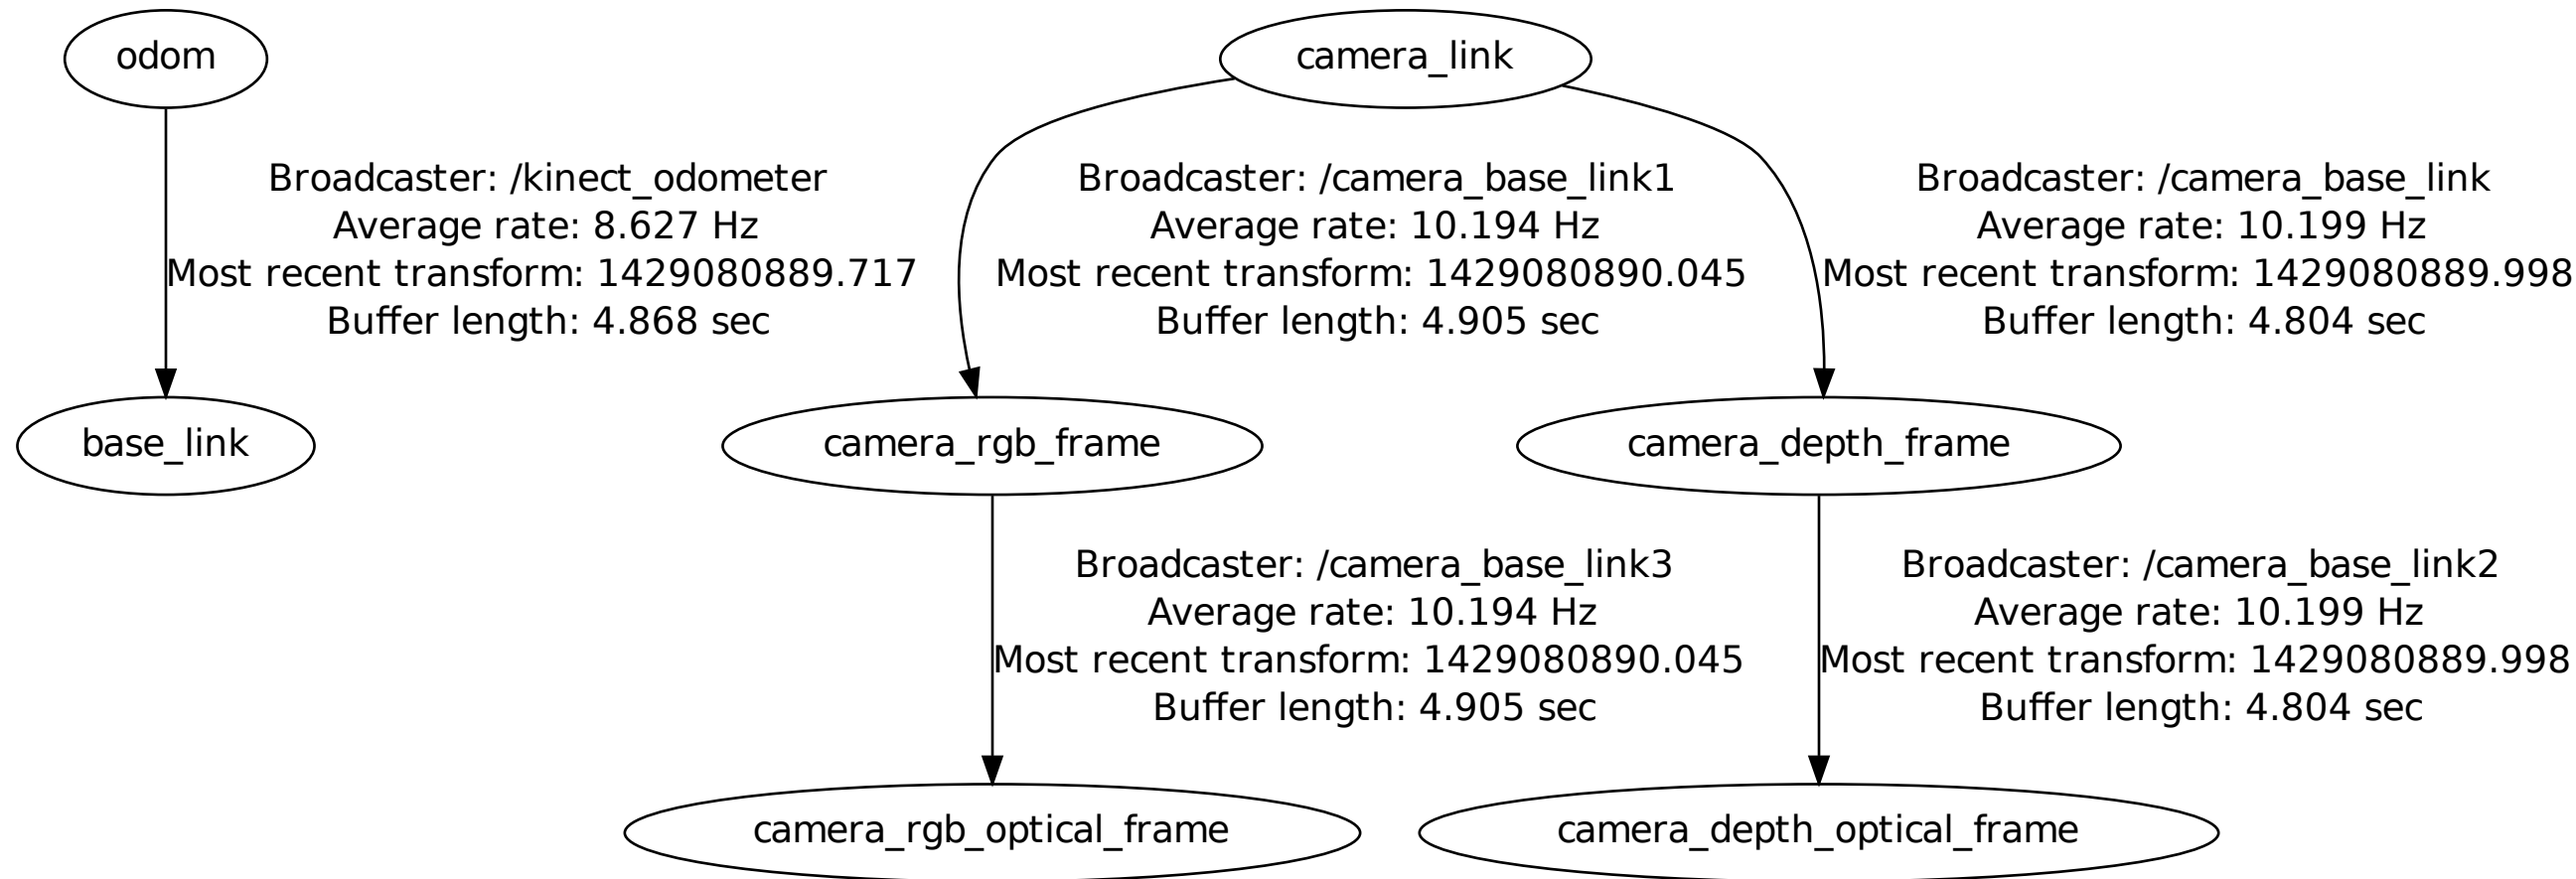 odom
camera_link
Broadcaster: /kinect_odometer
Average rate: 8.627 Hz
Most recent transform: 1429080889.717
Buffer length: 4.868 sec
Broadcaster: /camera_base_link1
Average rate: 10.194 Hz
Most recent transform: 1429080890.045
Buffer length: 4.905 sec
Broadcaster: /camera_base_link
Average rate: 10.199 Hz
Most recent transform: 1429080889.998
Buffer length: 4.804 sec
base_link
camera_rgb_frame
camera_depth_frame
Broadcaster: /camera_base_link3
Average rate: 10.194 Hz
Most recent transform: 1429080890.045
Buffer length: 4.905 sec
Broadcaster: /camera_base_link2
Average rate: 10.199 Hz
Most recent transform: 1429080889.998
Buffer length: 4.804 sec
camera_rgb_optical_frame
camera_depth_optical_frame